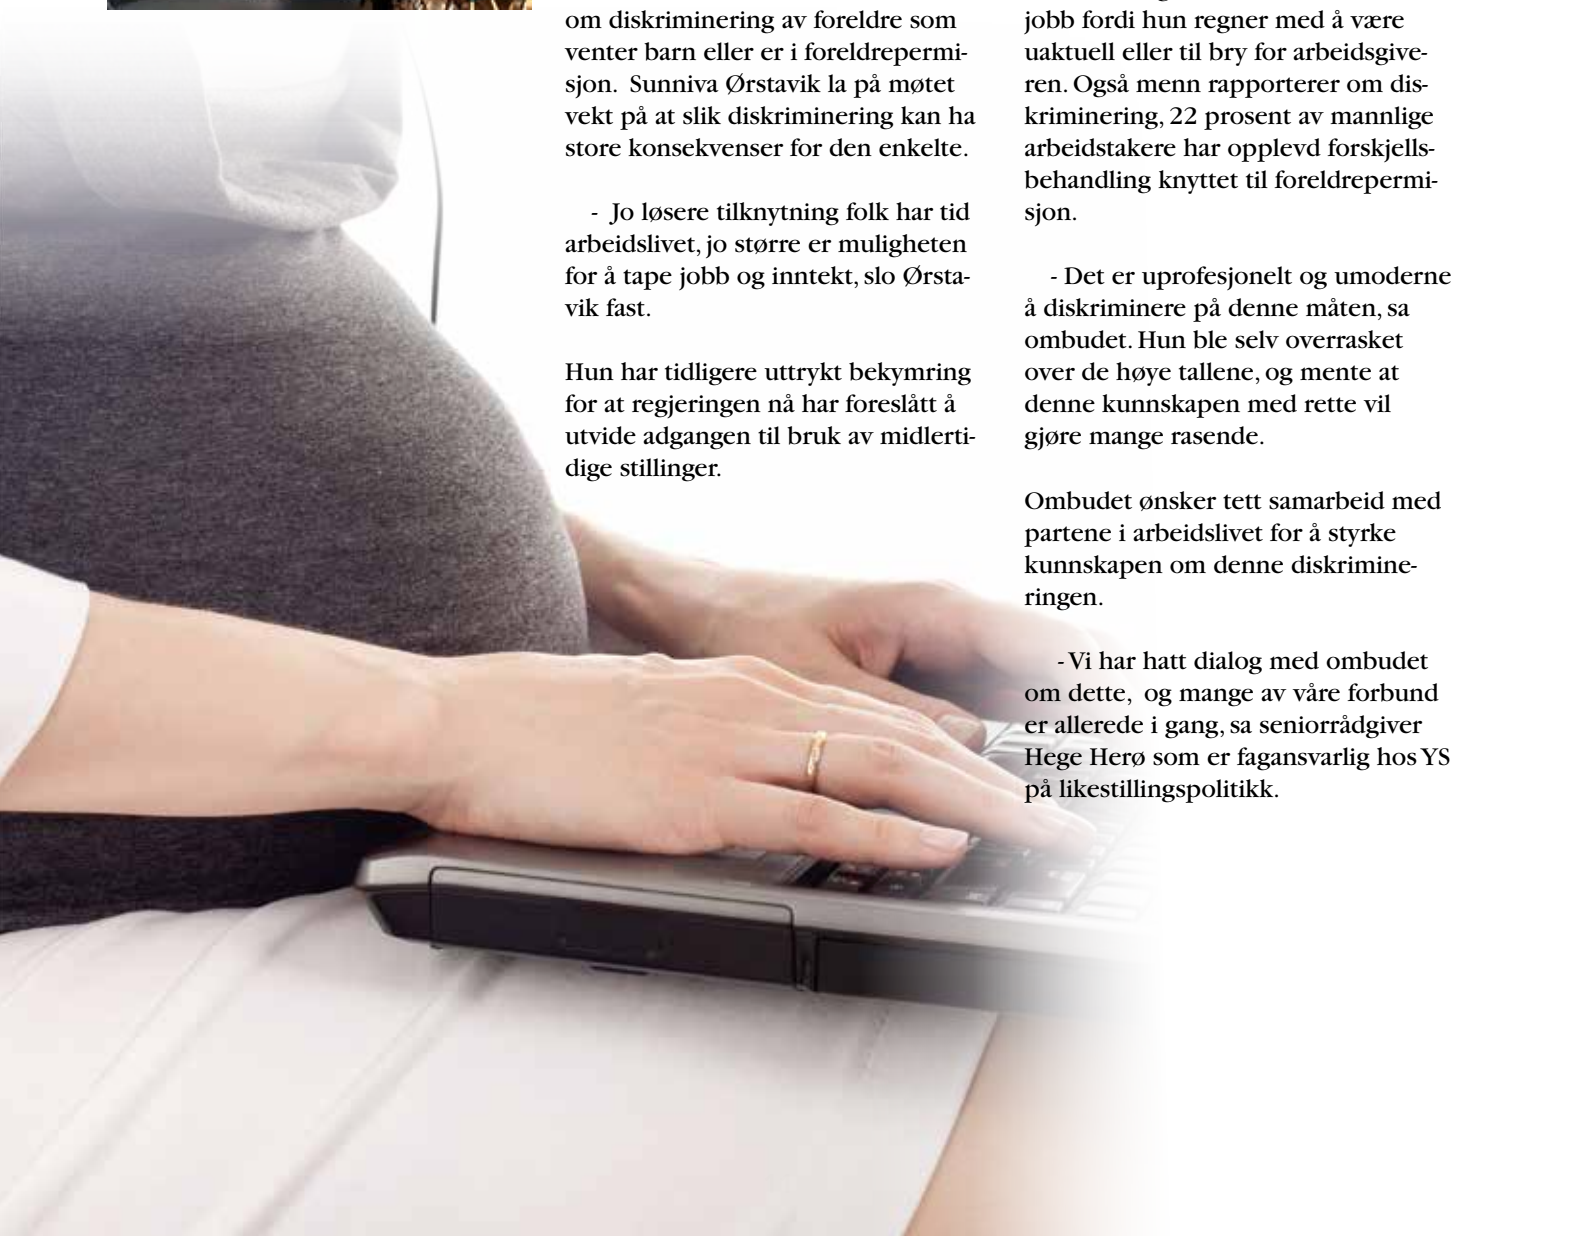 om diskriminering av foreldre som
venter barn eller er i foreldrepermi-
sjon.  Sunniva Ørstavik la på møtet
vekt på at slik diskriminering kan ha
store konsekvenser for den enkelte.
-  Jo løsere tilknytning folk har tid
arbeidslivet, jo større er muligheten
for å tape jobb og inntekt, slo Ørsta-
vik fast.
Hun har tidligere uttrykt bekymring
for at regjeringen nå har foreslått å
utvide adgangen til bruk av midlerti-
dige stillinger.
jobb fordi hun regner med å være
uaktuell eller til bry for arbeidsgive-
ren. Også menn rapporterer om dis-
kriminering, 22 prosent av mannlige
arbeidstakere har opplevd forskjells-
behandling knyttet til foreldrepermi-
sjon.
- Det er uprofesjonelt og umoderne
å diskriminere på denne måten, sa
ombudet. Hun ble selv overrasket
over de høye tallene, og mente at
denne kunnskapen med rette vil
gjøre mange rasende.
Ombudet ønsker tett samarbeid med
partene i arbeidslivet for å styrke
kunnskapen om denne diskrimine-
ringen.
- Vi har hatt dialog med ombudet
om dette,  og mange av våre forbund
er allerede i gang, sa seniorrådgiver
Hege Herø som er fagansvarlig hos YS
på likestillingspolitikk.